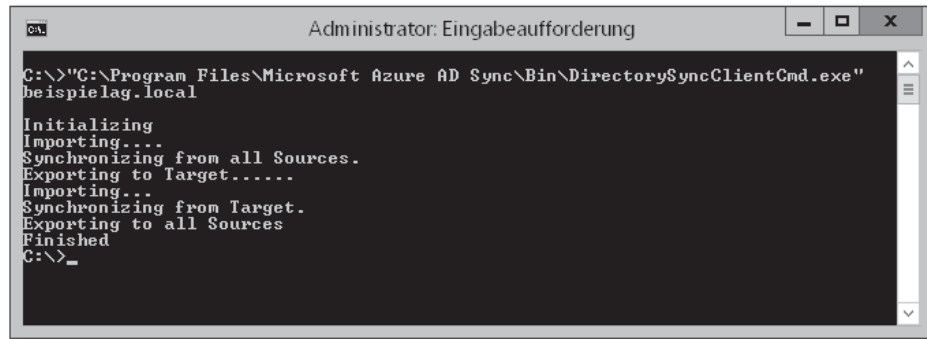 C:\.
Administrator: Eingabeaufforderung
C:\>"C:\Program Files\Microsoft Azure AD Sync\Bin\DirectorySyncClientCmd.exe"
beispielag.local
Initializing
Importing....
Synchronizing from all Sources.
Exporting to Target......
Importing...
Synchronizing from Target.
Exporting to all Sources
Finished
C:\>_